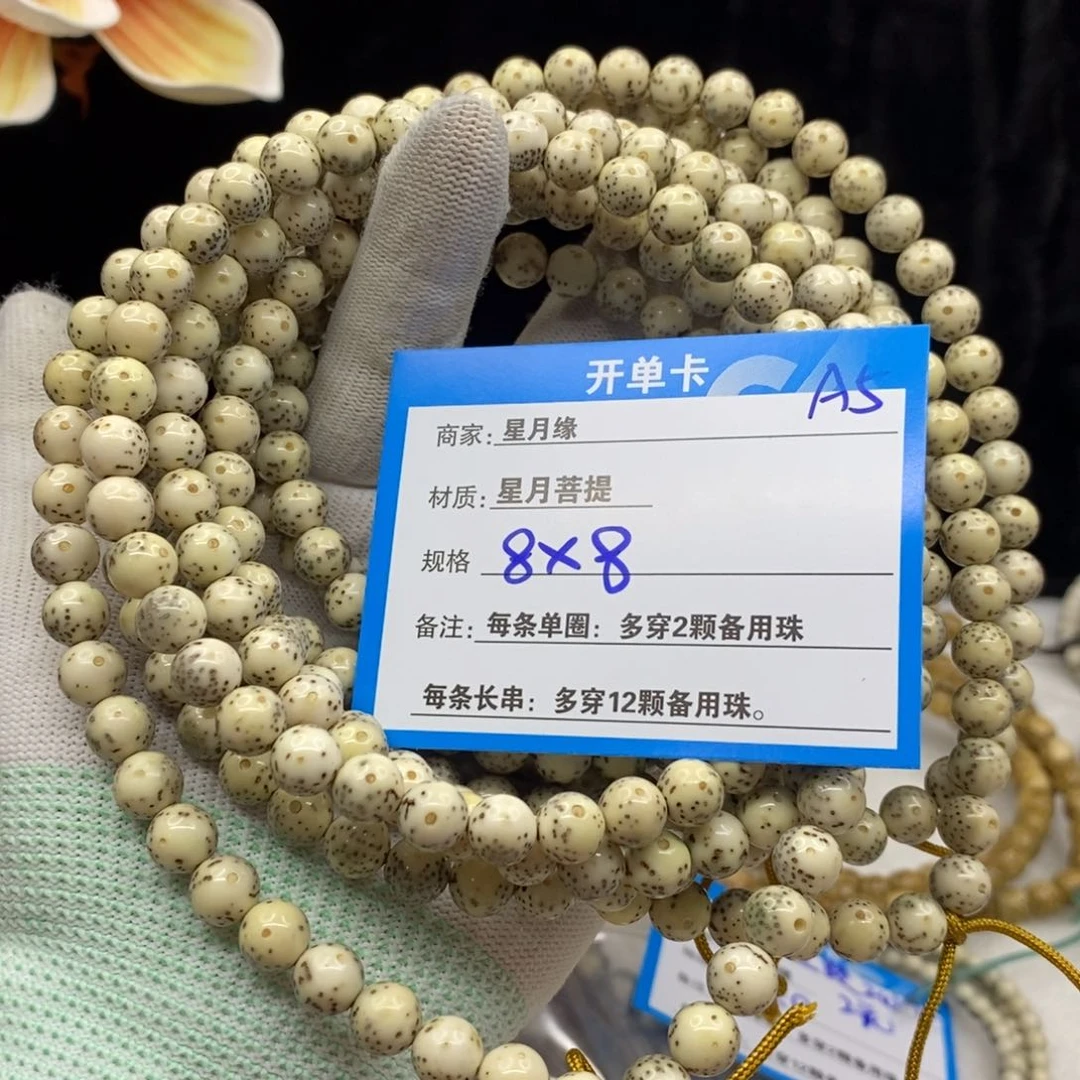 开单卡
A5
商家：星月缘
材质：星月菩提
规格 8×8
备注：每条单圈：多穿2颗备用珠
每条长串：多穿12颗备用珠。